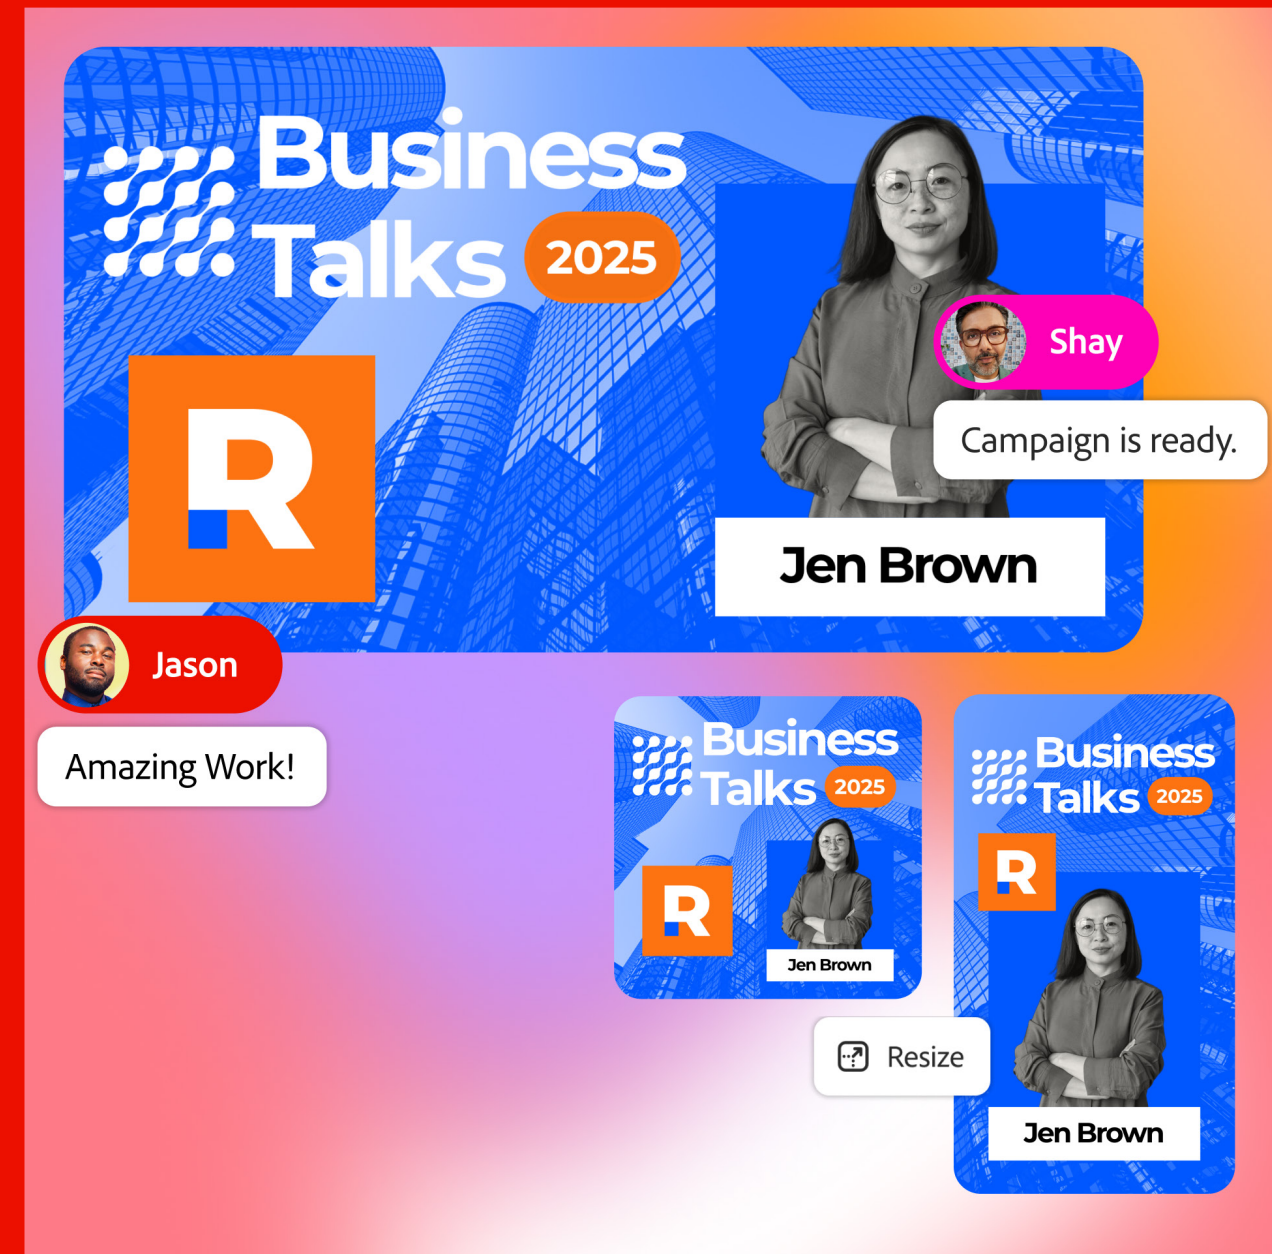 Business
Talks 2025
R
Shay
Campaign is ready.
Jen Brown
Jason
Amazing Work!
Business
Talks 2025
R
Jen Brown
Business
Talks 2025
R
Jen Brown
Resize